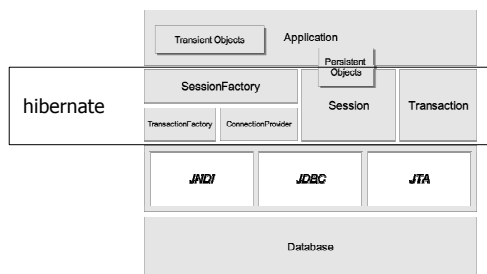 Transient Objects
Application
Persistent
Objects
hibernate
SessionFactory
Session
Transaction
TransactionFactory
ConnectionProvider
JNDI
JDBC
JTA
Database